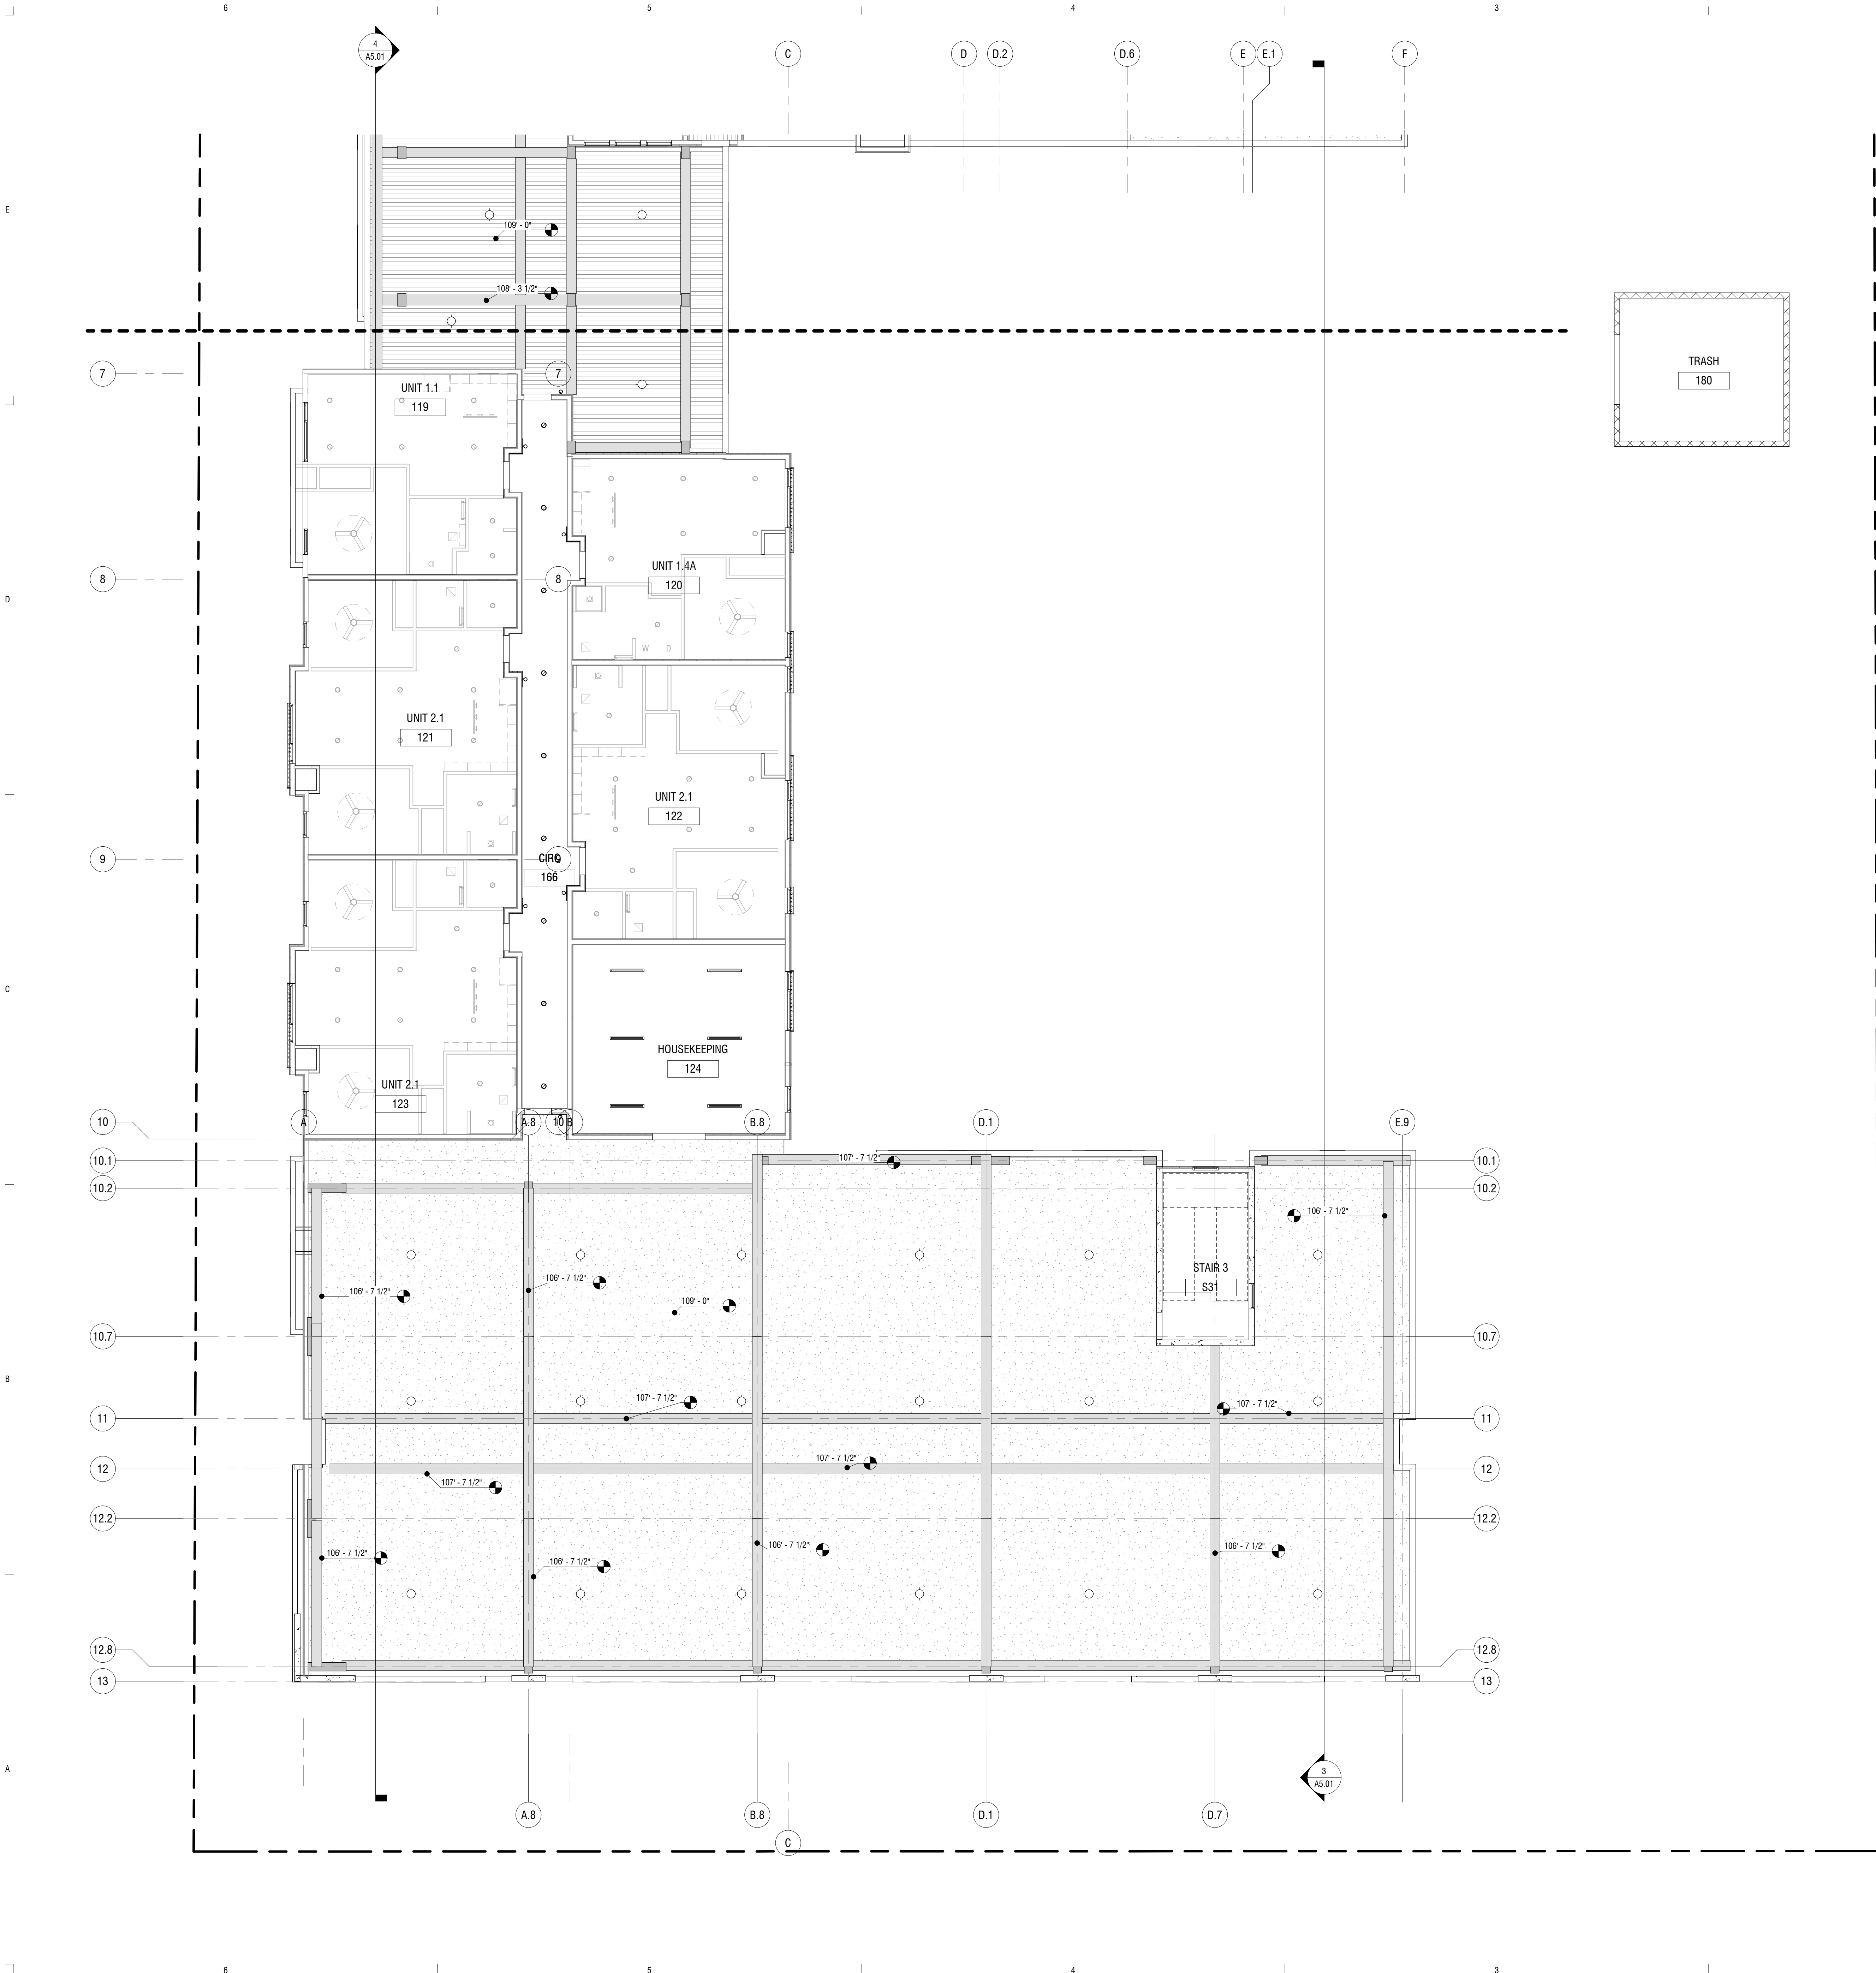 6 5 4 3
4
A5.01
C D D.2 D.6 E E.1 F
E
109' - 0"
108' - 3 1/2"
7 7
UNIT 1.1
119
TRASH
180
8 8
D
UNIT 1.4A
120
W D
UNIT 2.1
121
UNIT 2.1
122
9 9
CIRC
166
C
HOUSEKEEPING
124
UNIT 2.1
123
10 A A.8 10 B B.8 D.1 E.9
10.1 107' - 7 1/2" 10.1
10.2 10.2
106' - 7 1/2"
STAIR 3
S31
106' - 7 1/2"
106' - 7 1/2"
109' - 0"
10.7 10.7
B
107' - 7 1/2"
107' - 7 1/2"
11 11
107' - 7 1/2"
12 12
107' - 7 1/2"
12.2 12.2
106' - 7 1/2"
106' - 7 1/2"
106' - 7 1/2"
106' - 7 1/2"
12.8 12.8
13 13
A
3
A5.01
A.8 B.8 D.1 D.7
C
6 5 4 3